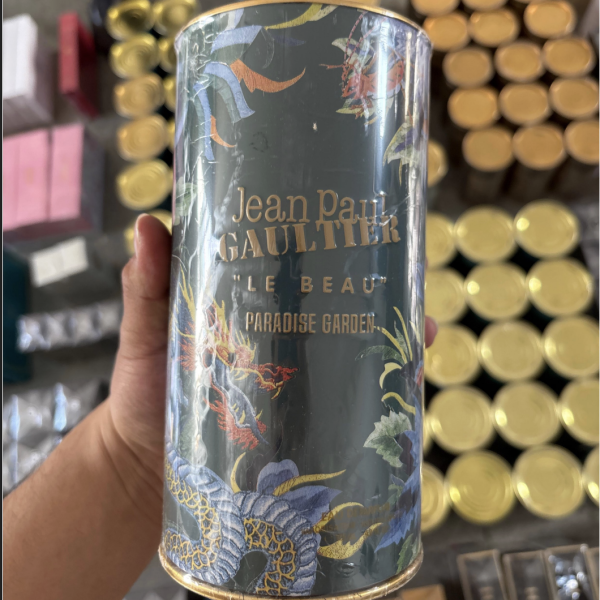 Jean Paul
GAULTIER
"LE BEAU"
PARADISE GARDEN